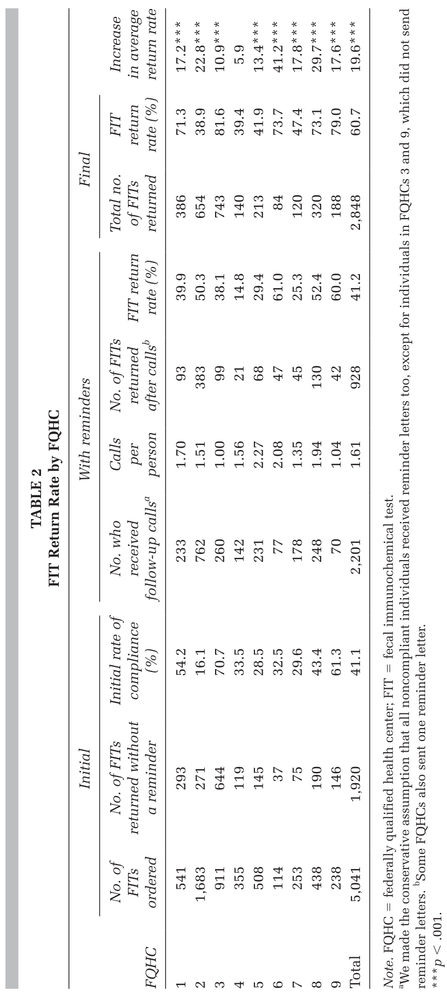 TABLE 2
FIT Return Rate by FQHC
Initial With reminders Final
FQHC No. of FITs ordered No. of FITs returned without a reminder Initial rate of compliance (%) No. who received follow-up calls^a Calls per person No. of FITs returned after calls^b FIT return rate (%) Total no. of FITs returned FIT return rate (%) Increase in average return rate
1 541 293 54.2 233 1.70 93 39.9 386 71.3 17.2***
2 1,683 271 16.1 762 1.51 383 50.3 654 38.9 22.8***
3 911 644 70.7 260 1.00 99 38.1 743 81.6 10.9***
4 355 119 33.5 142 1.56 21 14.8 140 39.4 5.9
5 508 145 28.5 231 2.27 68 29.4 213 41.9 13.4***
6 114 37 32.5 77 2.08 47 61.0 84 73.7 41.2***
7 253 75 29.6 178 1.35 45 25.3 120 47.4 17.8***
8 438 190 43.4 248 1.94 130 52.4 320 73.1 29.7***
9 238 146 61.3 70 1.04 42 60.0 188 79.0 17.6***
Total 5,041 1,920 41.1 2,201 1.61 928 41.2 2,848 60.7 19.6***
Note. FQHC = federally qualified health center; FIT = fecal immunochemical test.
^aWe made the conservative assumption that all noncompliant individuals received reminder letters too, except for individuals in FQHCs 3 and 9, which did not send
reminder letters. ^bSome FQHCs also sent one reminder letter.
***p < .001.